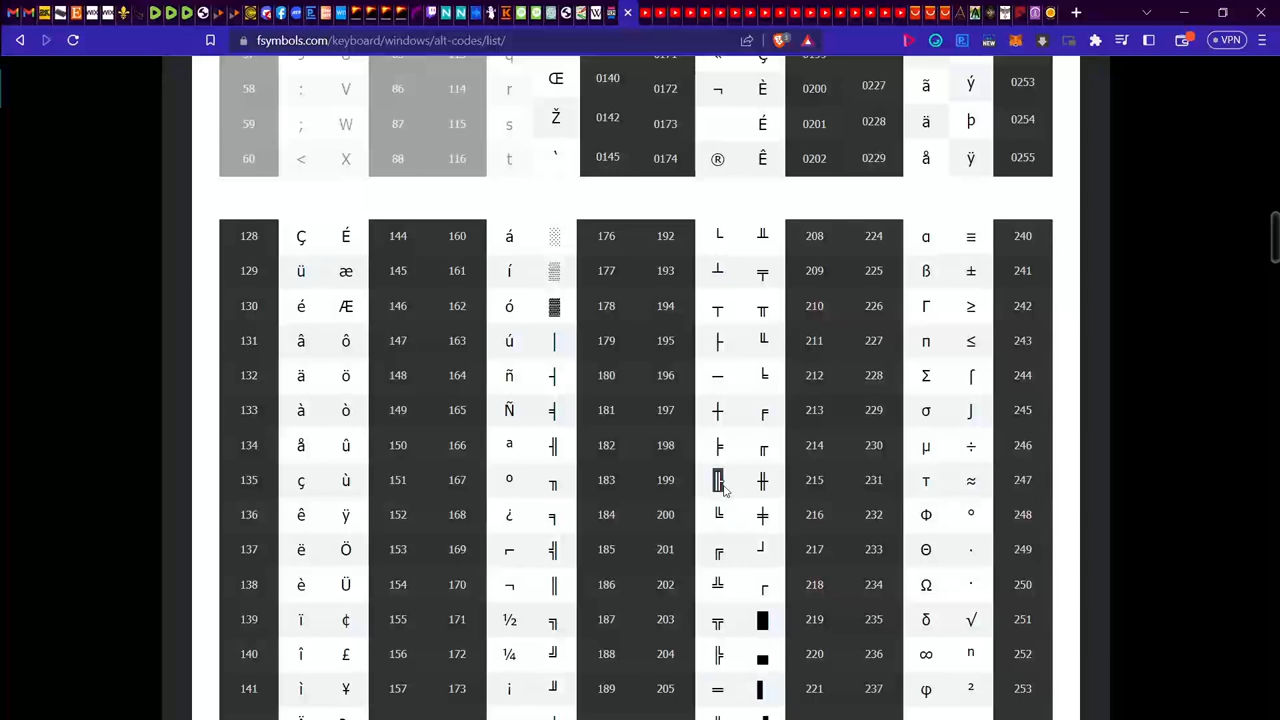 fsymbols.com/keyboard/windows/alt-codes/list/ VPN
58 : V 86 114 r Œ 0140 0172 ¬ È 0200 0227 ã ý 0253
59 ; W 87 115 s Ž 0142 0173 É 0201 0228 ä þ 0254
60 < X 88 116 t ` 0145 0174 ® Ê 0202 0229 å ÿ 0255
128 Ç É 144 160 á ░ 176 192 └ ╨ 208 224 α ≡ 240
129 ü æ 145 161 í ▒ 177 193 ┴ ╤ 209 225 ß ± 241
130 é Æ 146 162 ó ▓ 178 194 ┬ ╥ 210 226 Γ ≥ 242
131 â ô 147 163 ú │ 179 195 ├ ╙ 211 227 π ≤ 243
132 ä ö 148 164 ñ ┤ 180 196 ─ ╘ 212 228 Σ ⌠ 244
133 à ò 149 165 Ñ ╡ 181 197 ┼ ╒ 213 229 σ ⌡ 245
134 å û 150 166 ª ╢ 182 198 ╞ ╓ 214 230 µ ÷ 246
135 ç ù 151 167 º ╖ 183 199 ╟ ╫ 215 231 τ ≈ 247
136 ê ÿ 152 168 ¿ ╕ 184 200 ╚ ╪ 216 232 Φ ° 248
137 ë Ö 153 169 ⌐ ╣ 185 201 ╔ ┘ 217 233 Θ ∙ 249
138 è Ü 154 170 ¬ ║ 186 202 ╩ ┌ 218 234 Ω · 250
139 ï ¢ 155 171 ½ ╗ 187 203 ╦ █ 219 235 δ √ 251
140 î £ 156 172 ¼ ╝ 188 204 ╠ ▄ 220 236 ∞ ⁿ 252
141 ì ¥ 157 173 ¡ ╜ 189 205 ═ ▌ 221 237 φ ² 253